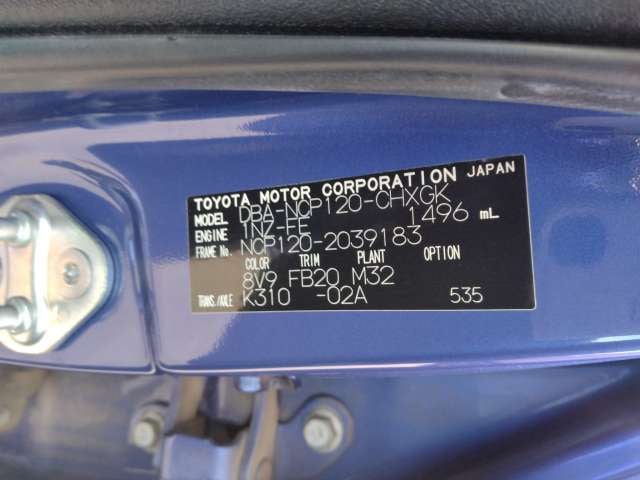 TOYOTA MOTOR CORPORATION JAPAN
MODEL DBA-NCP120-CHXGK
ENGINE 1NZ-FE 1496 mL
FRAME No. NCP120-2039183
COLOR TRIM PLANT OPTION
8V9 FB20 M32
TRANS./AXLE K310 -02A 535